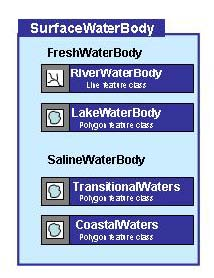 SurfaceWaterBody
FreshWaterBody
RiverWaterBody
Line feature class
LakeWaterBody
Polygon feature class
SalineWaterBody
TransitionalWaters
Polygon feature class
CoastalWaters
Polygon feature class